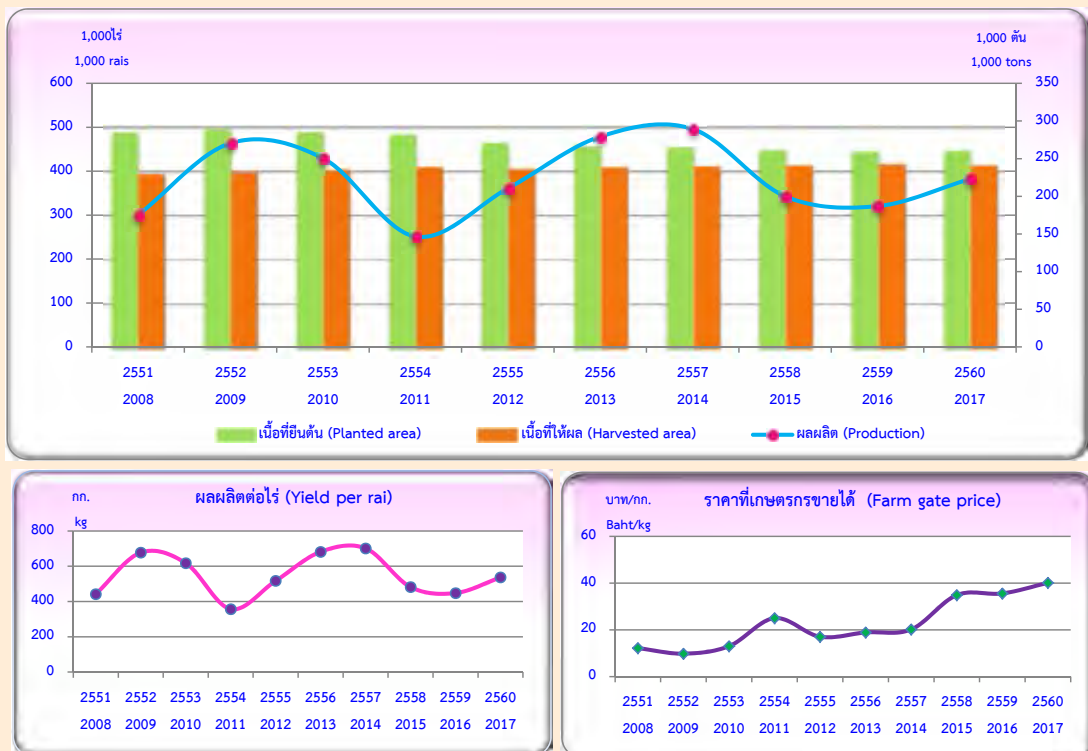 1,000ไร่
1,000 rais
1,000 ตัน
1,000 tons
600
500
400
300
200
100
0
350
300
250
200
150
100
50
0
2551 2552 2553 2554 2555 2556 2557 2558 2559 2560
2008 2009 2010 2011 2012 2013 2014 2015 2016 2017
เนื้อที่ยืนต้น (Planted area) เนื้อที่ให้ผล (Harvested area) ผลผลิต (Production)
กก. ผลผลิตต่อไร่ (Yield per rai)
kg
800
600
400
200
0
2551 2552 2553 2554 2555 2556 2557 2558 2559 2560
2008 2009 2010 2011 2012 2013 2014 2015 2016 2017
บาท/กก. ราคาที่เกษตรกรขายได้ (Farm gate price)
Baht/kg
60
40
20
0
2551 2552 2553 2554 2555 2556 2557 2558 2559 2560
2008 2009 2010 2011 2012 2013 2014 2015 2016 2017